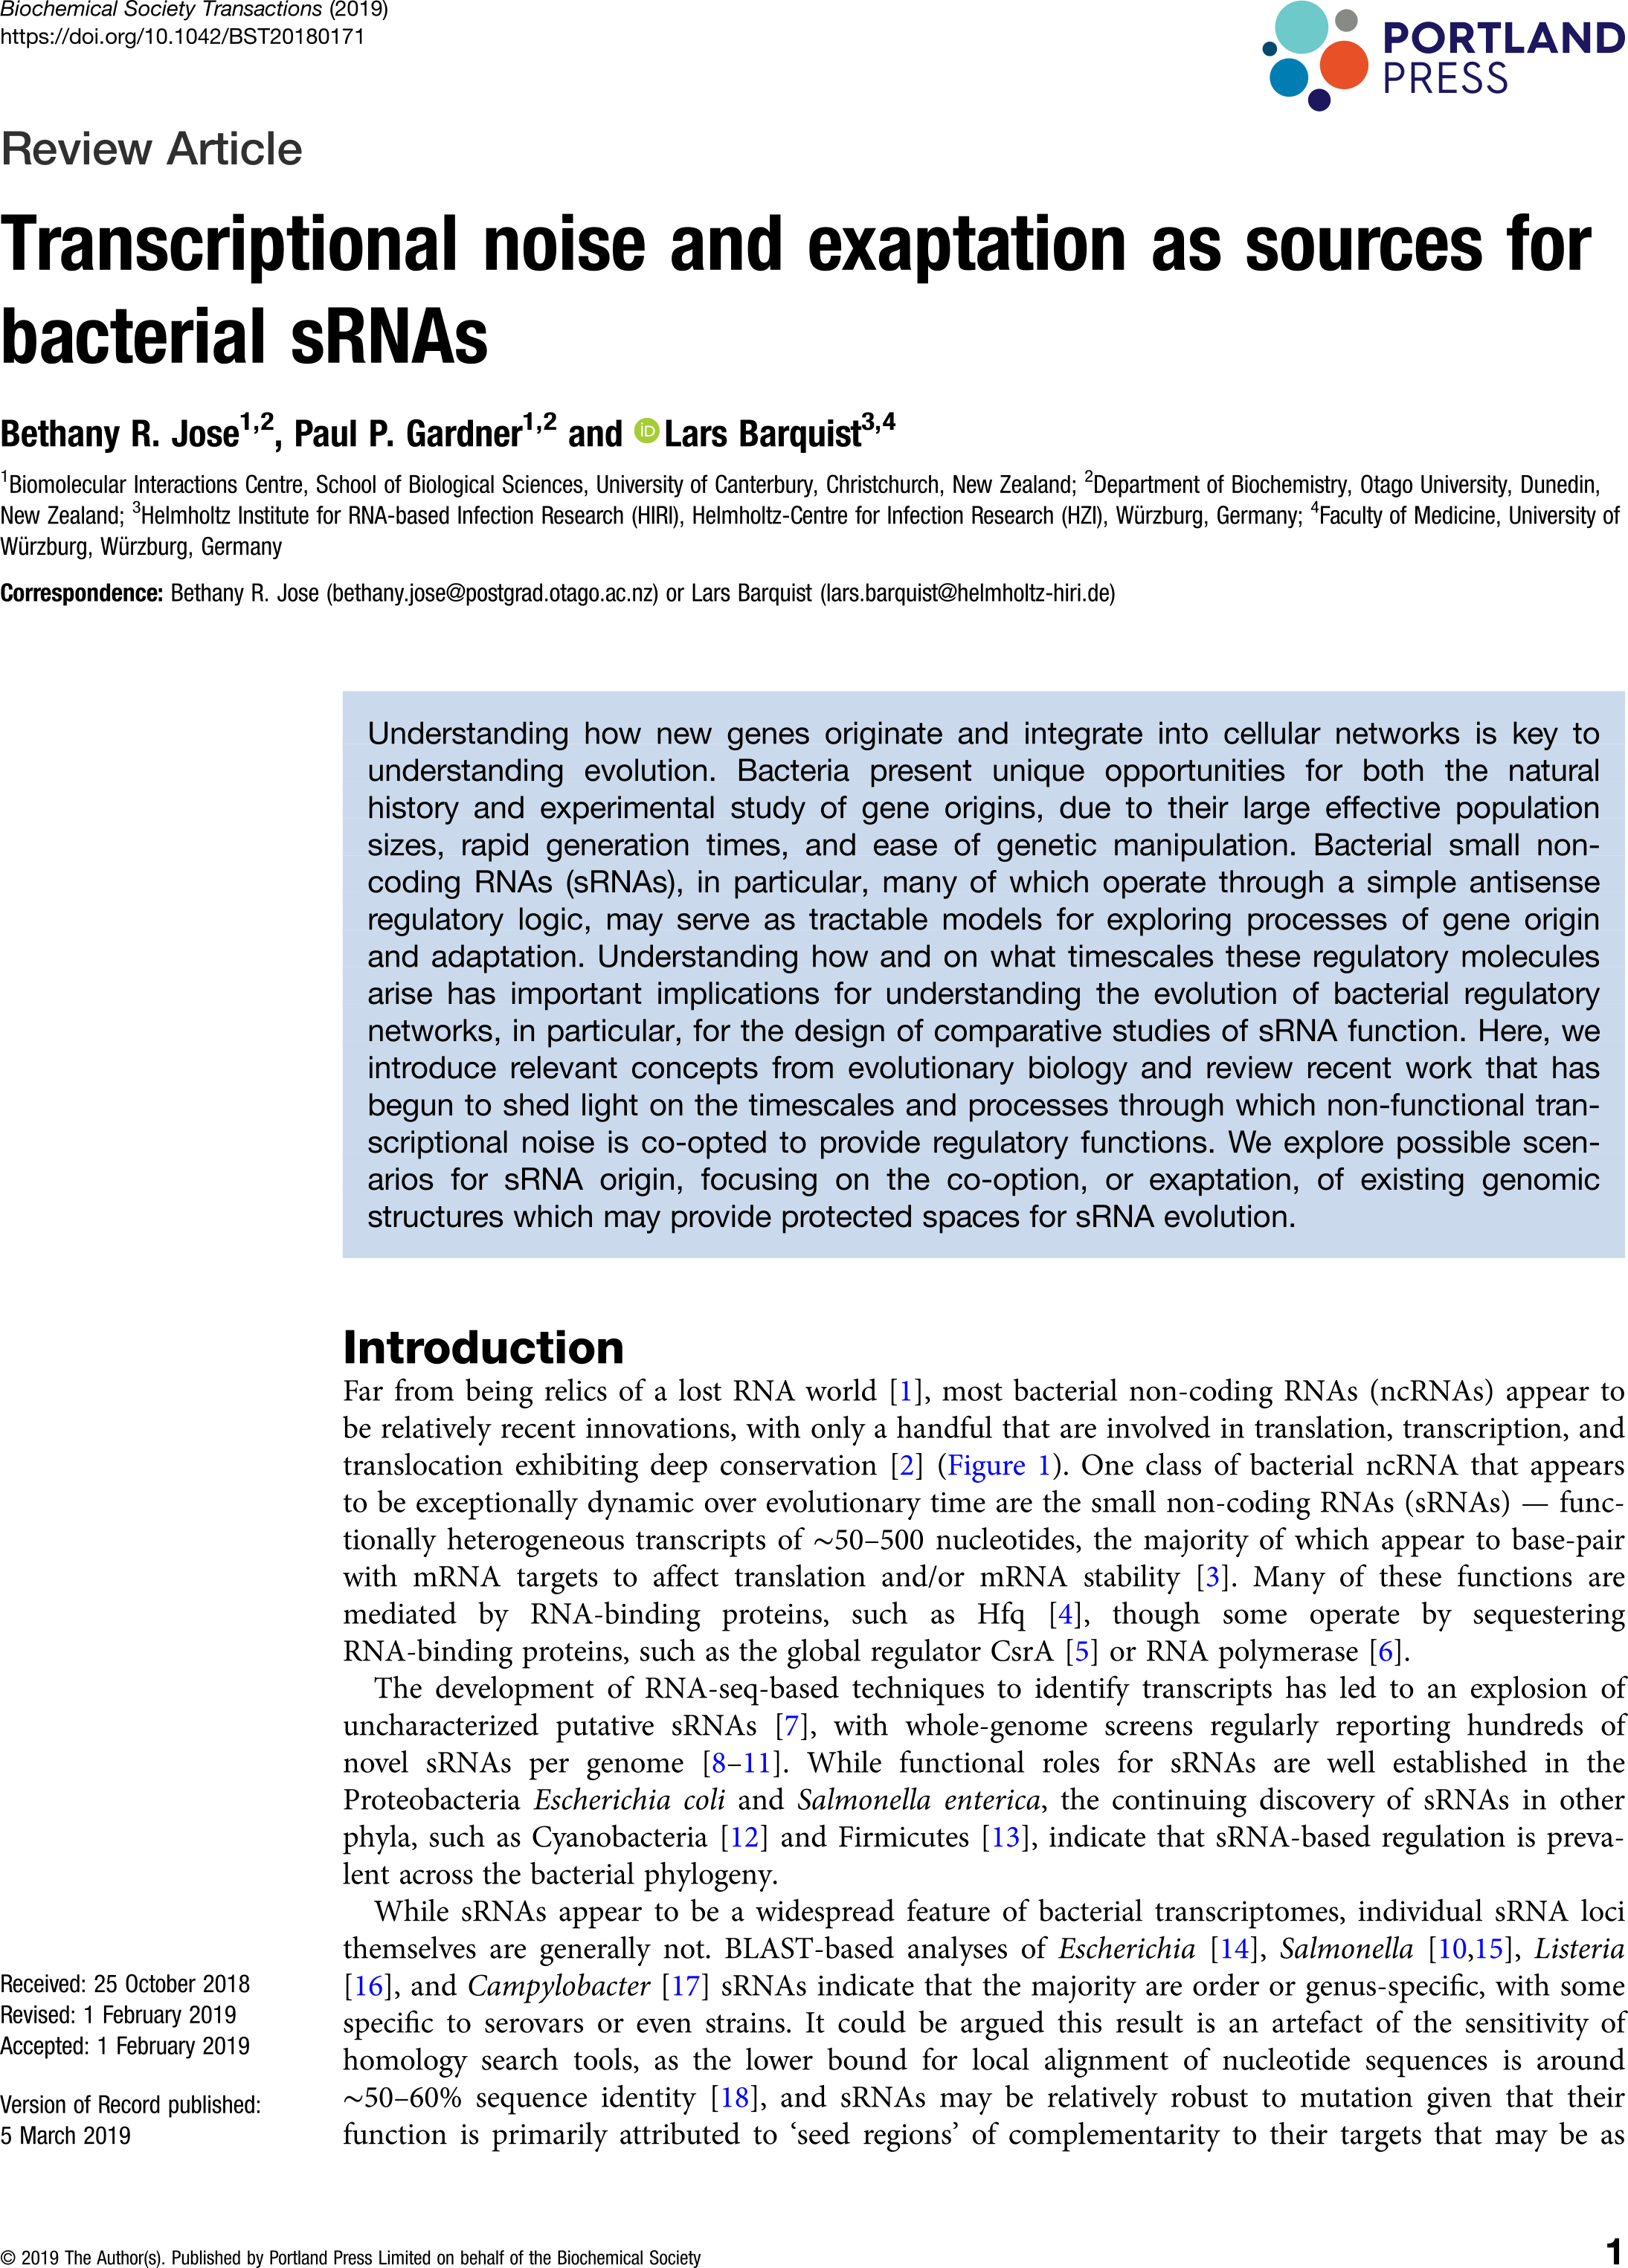 Biochemical Society Transactions (2019)
https://doi.org/10.1042/BST20180171
PORTLAND
PRESS
Review Article
Transcriptional noise and exaptation as sources for
bacterial sRNAs
Bethany R. Jose1,2, Paul P. Gardner1,2 and iD Lars Barquist3,4
1Biomolecular Interactions Centre, School of Biological Sciences, University of Canterbury, Christchurch, New Zealand; 2Department of Biochemistry, Otago University, Dunedin,
New Zealand; 3Helmholtz Institute for RNA-based Infection Research (HIRI), Helmholtz-Centre for Infection Research (HZI), Würzburg, Germany; 4Faculty of Medicine, University of
Würzburg, Würzburg, Germany
Correspondence: Bethany R. Jose (bethany.jose@postgrad.otago.ac.nz) or Lars Barquist (lars.barquist@helmholtz-hiri.de)
Understanding how new genes originate and integrate into cellular networks is key to
understanding evolution. Bacteria present unique opportunities for both the natural
history and experimental study of gene origins, due to their large effective population
sizes, rapid generation times, and ease of genetic manipulation. Bacterial small non-
coding RNAs (sRNAs), in particular, many of which operate through a simple antisense
regulatory logic, may serve as tractable models for exploring processes of gene origin
and adaptation. Understanding how and on what timescales these regulatory molecules
arise has important implications for understanding the evolution of bacterial regulatory
networks, in particular, for the design of comparative studies of sRNA function. Here, we
introduce relevant concepts from evolutionary biology and review recent work that has
begun to shed light on the timescales and processes through which non-functional tran-
scriptional noise is co-opted to provide regulatory functions. We explore possible scen-
arios for sRNA origin, focusing on the co-option, or exaptation, of existing genomic
structures which may provide protected spaces for sRNA evolution.
Introduction
Far from being relics of a lost RNA world [1], most bacterial non-coding RNAs (ncRNAs) appear to
be relatively recent innovations, with only a handful that are involved in translation, transcription, and
translocation exhibiting deep conservation [2] (Figure 1). One class of bacterial ncRNA that appears
to be exceptionally dynamic over evolutionary time are the small non-coding RNAs (sRNAs) — func-
tionally heterogeneous transcripts of ∼50–500 nucleotides, the majority of which appear to base-pair
with mRNA targets to affect translation and/or mRNA stability [3]. Many of these functions are
mediated by RNA-binding proteins, such as Hfq [4], though some operate by sequestering
RNA-binding proteins, such as the global regulator CsrA [5] or RNA polymerase [6].
The development of RNA-seq-based techniques to identify transcripts has led to an explosion of
uncharacterized putative sRNAs [7], with whole-genome screens regularly reporting hundreds of
novel sRNAs per genome [8–11]. While functional roles for sRNAs are well established in the
Proteobacteria Escherichia coli and Salmonella enterica, the continuing discovery of sRNAs in other
phyla, such as Cyanobacteria [12] and Firmicutes [13], indicate that sRNA-based regulation is preva-
lent across the bacterial phylogeny.
While sRNAs appear to be a widespread feature of bacterial transcriptomes, individual sRNA loci
themselves are generally not. BLAST-based analyses of Escherichia [14], Salmonella [10,15], Listeria
[16], and Campylobacter [17] sRNAs indicate that the majority are order or genus-specific, with some
specific to serovars or even strains. It could be argued this result is an artefact of the sensitivity of
homology search tools, as the lower bound for local alignment of nucleotide sequences is around
∼50–60% sequence identity [18], and sRNAs may be relatively robust to mutation given that their
function is primarily attributed to ‘seed regions’ of complementarity to their targets that may be as
Received: 25 October 2018
Revised: 1 February 2019
Accepted: 1 February 2019
Version of Record published:
5 March 2019
© 2019 The Author(s). Published by Portland Press Limited on behalf of the Biochemical Society
1